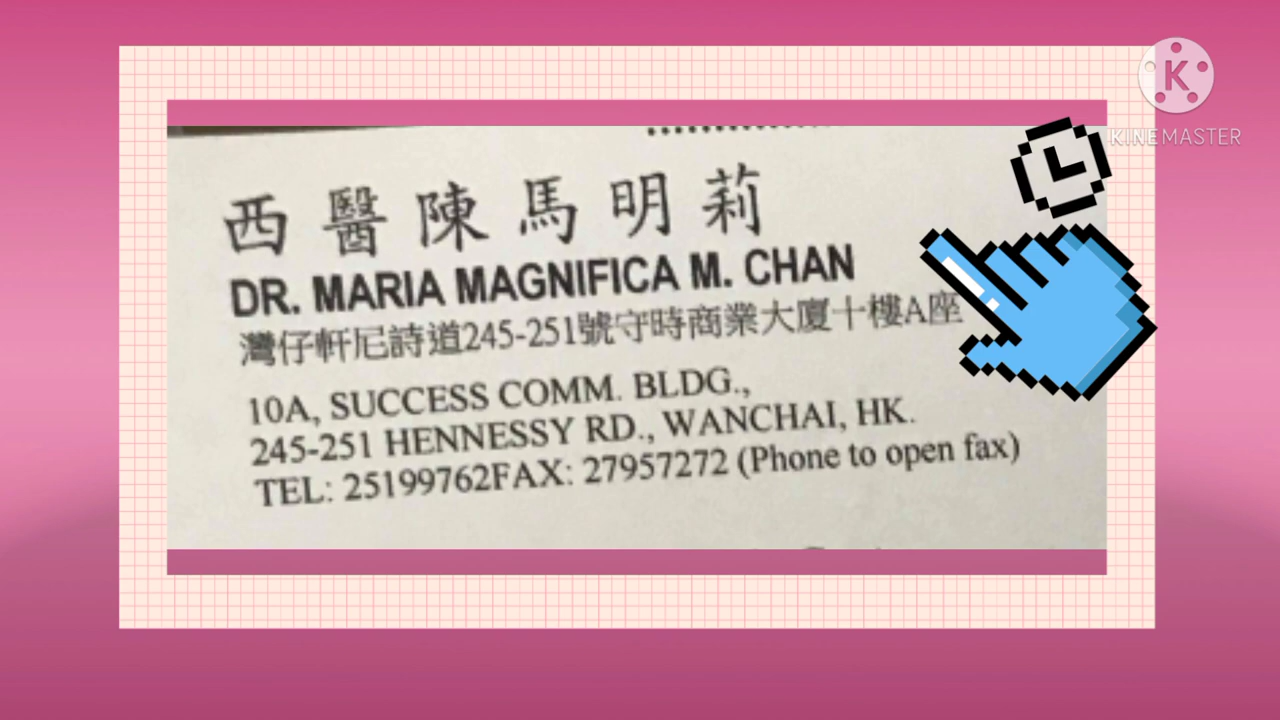 西醫陳馬明莉
DR. MARIA MAGNIFICA M. CHAN
灣仔軒尼詩道245-251號守時商業大廈十樓A座
10A, SUCCESS COMM. BLDG.,
245-251 HENNESSY RD., WANCHAI, HK.
TEL: 25199762FAX: 27957272 (Phone to open fax)
K
KINEMASTER